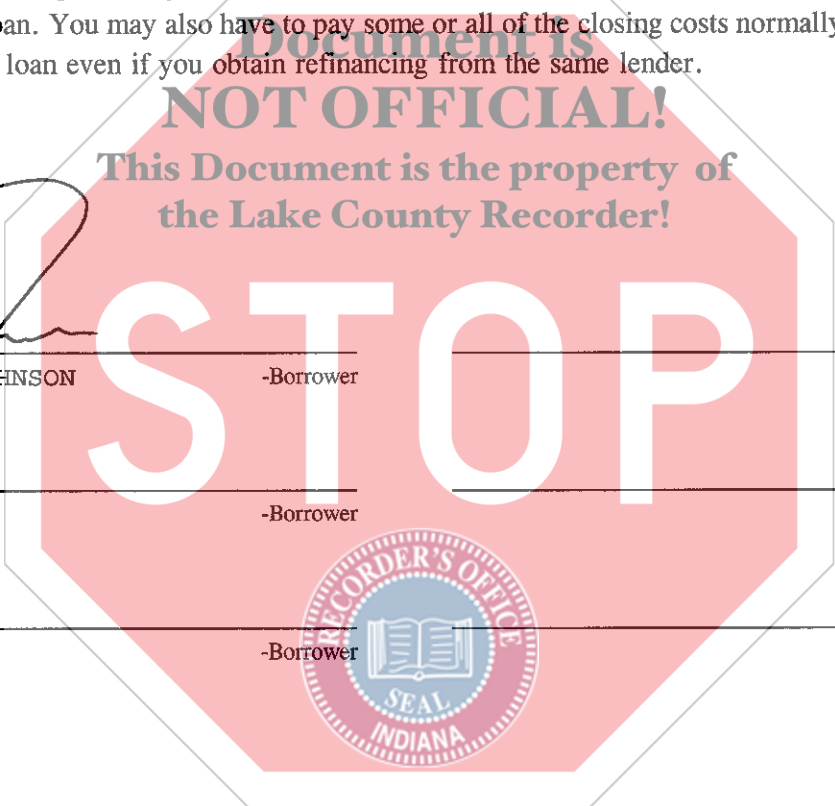 oan. You may also have to pay some or all of the closing costs normally
loan even if you obtain refinancing from the same lender.
Document is
NOT OFFICIAL!
This Document is the property of
the Lake County Recorder!
STOP
HNSON -Borrower
-Borrower
-Borrower
RECORDER'S OFFICE
SEAL
INDIANA